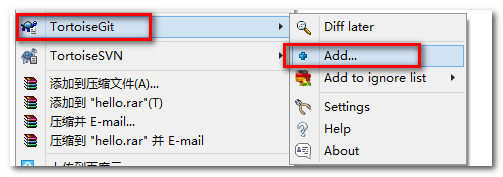 TortoiseGit
TortoiseSVN
添加到压缩文件(A)...
添加到 "hello.rar"(T)
压缩并 E-mail...
压缩到 "hello.rar" 并 E-mail
Diff later
Add...
Add to ignore list
Settings
Help
About